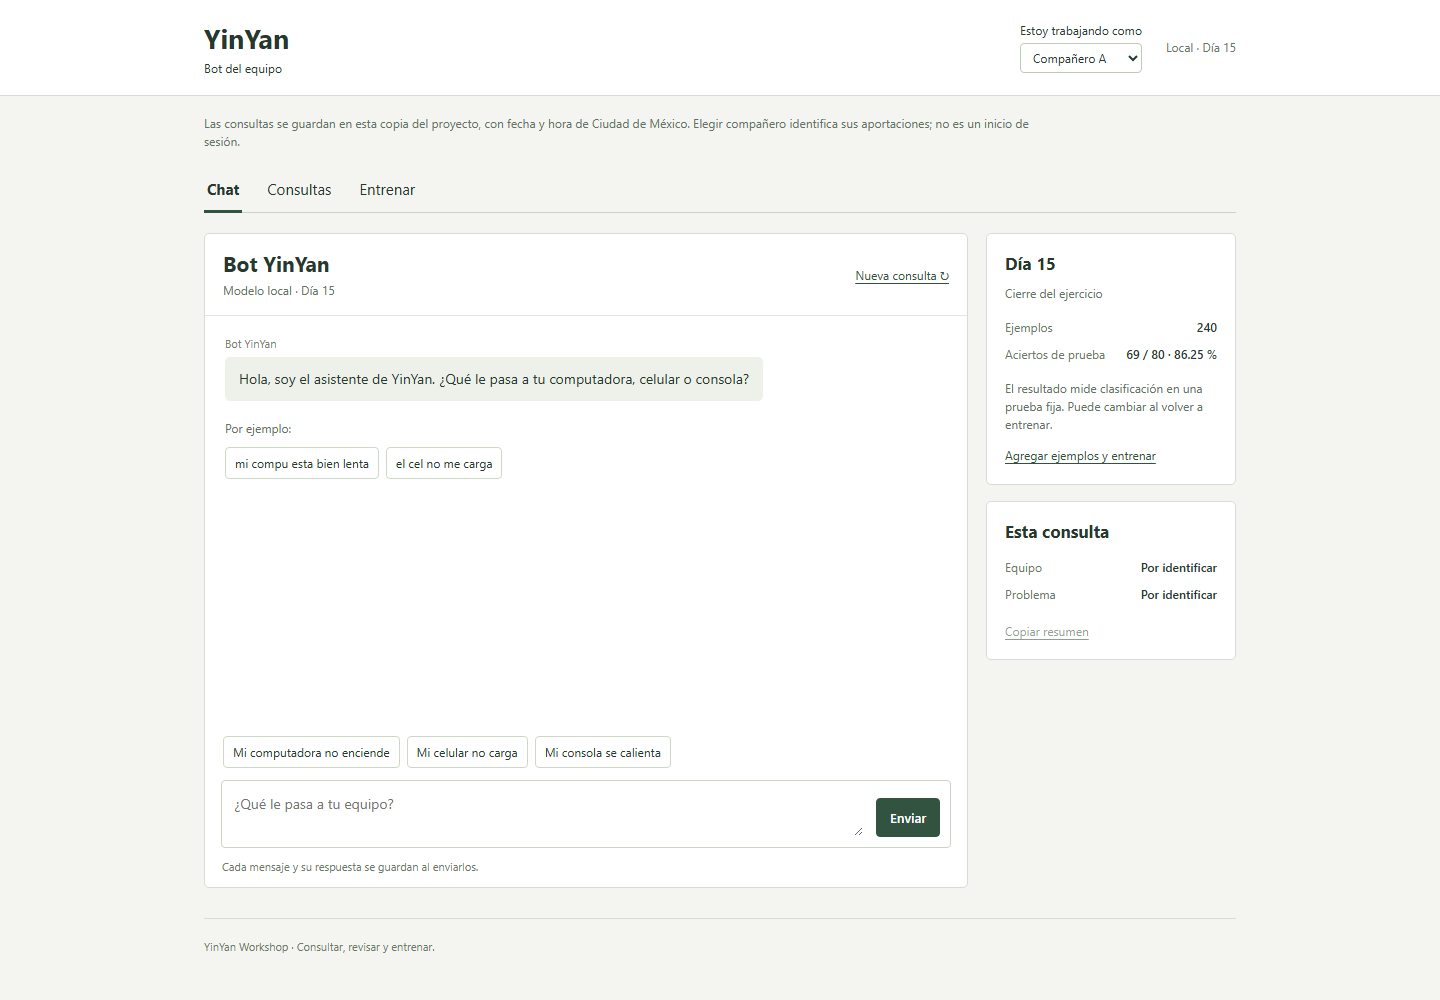 YinYan
Bot del equipo
Estoy trabajando como
Compañero A
Local · Día 15
Las consultas se guardan en esta copia del proyecto, con fecha y hora de Ciudad de México. Elegir compañero identifica sus aportaciones; no es un inicio de
sesión.
Chat
Consultas
Entrenar
Bot YinYan
Modelo local · Día 15
Nueva consulta ↻
Bot YinYan
Hola, soy el asistente de YinYan. ¿Qué le pasa a tu computadora, celular o consola?
Por ejemplo:
mi compu esta bien lenta
el cel no me carga
Mi computadora no enciende
Mi celular no carga
Mi consola se calienta
¿Qué le pasa a tu equipo?
Enviar
Cada mensaje y su respuesta se guardan al enviarlos.
Día 15
Cierre del ejercicio
Ejemplos 240
Aciertos de prueba 69 / 80 · 86.25 %
El resultado mide clasificación en una
prueba fija. Puede cambiar al volver a
entrenar.
Agregar ejemplos y entrenar
Esta consulta
Equipo Por identificar
Problema Por identificar
Copiar resumen
YinYan Workshop · Consultar, revisar y entrenar.